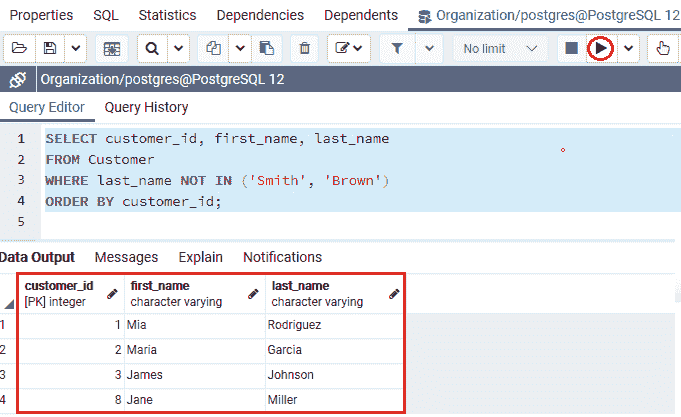 Properties SQL Statistics Dependencies Dependents Organization/postgres@PostgreSQL 12
No limit
Organization/postgres@PostgreSQL 12
Query Editor Query History
1 SELECT customer_id, first_name, last_name
2 FROM Customer
3 WHERE last_name NOT IN ('Smith', 'Brown')
4 ORDER BY customer_id;
5
Data Output Messages Explain Notifications
customer_id first_name last_name
[PK] integer character varying character varying
1 1 Mia Rodriguez
2 2 Maria Garcia
3 3 James Johnson
4 8 Jane Miller